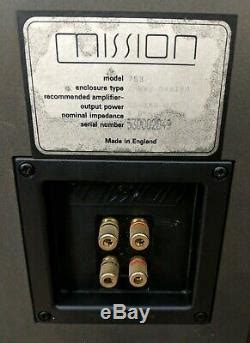 mission
model 753
enclosure type
recommended amplifier-
output power
nominal impedance
serial number
Made in England